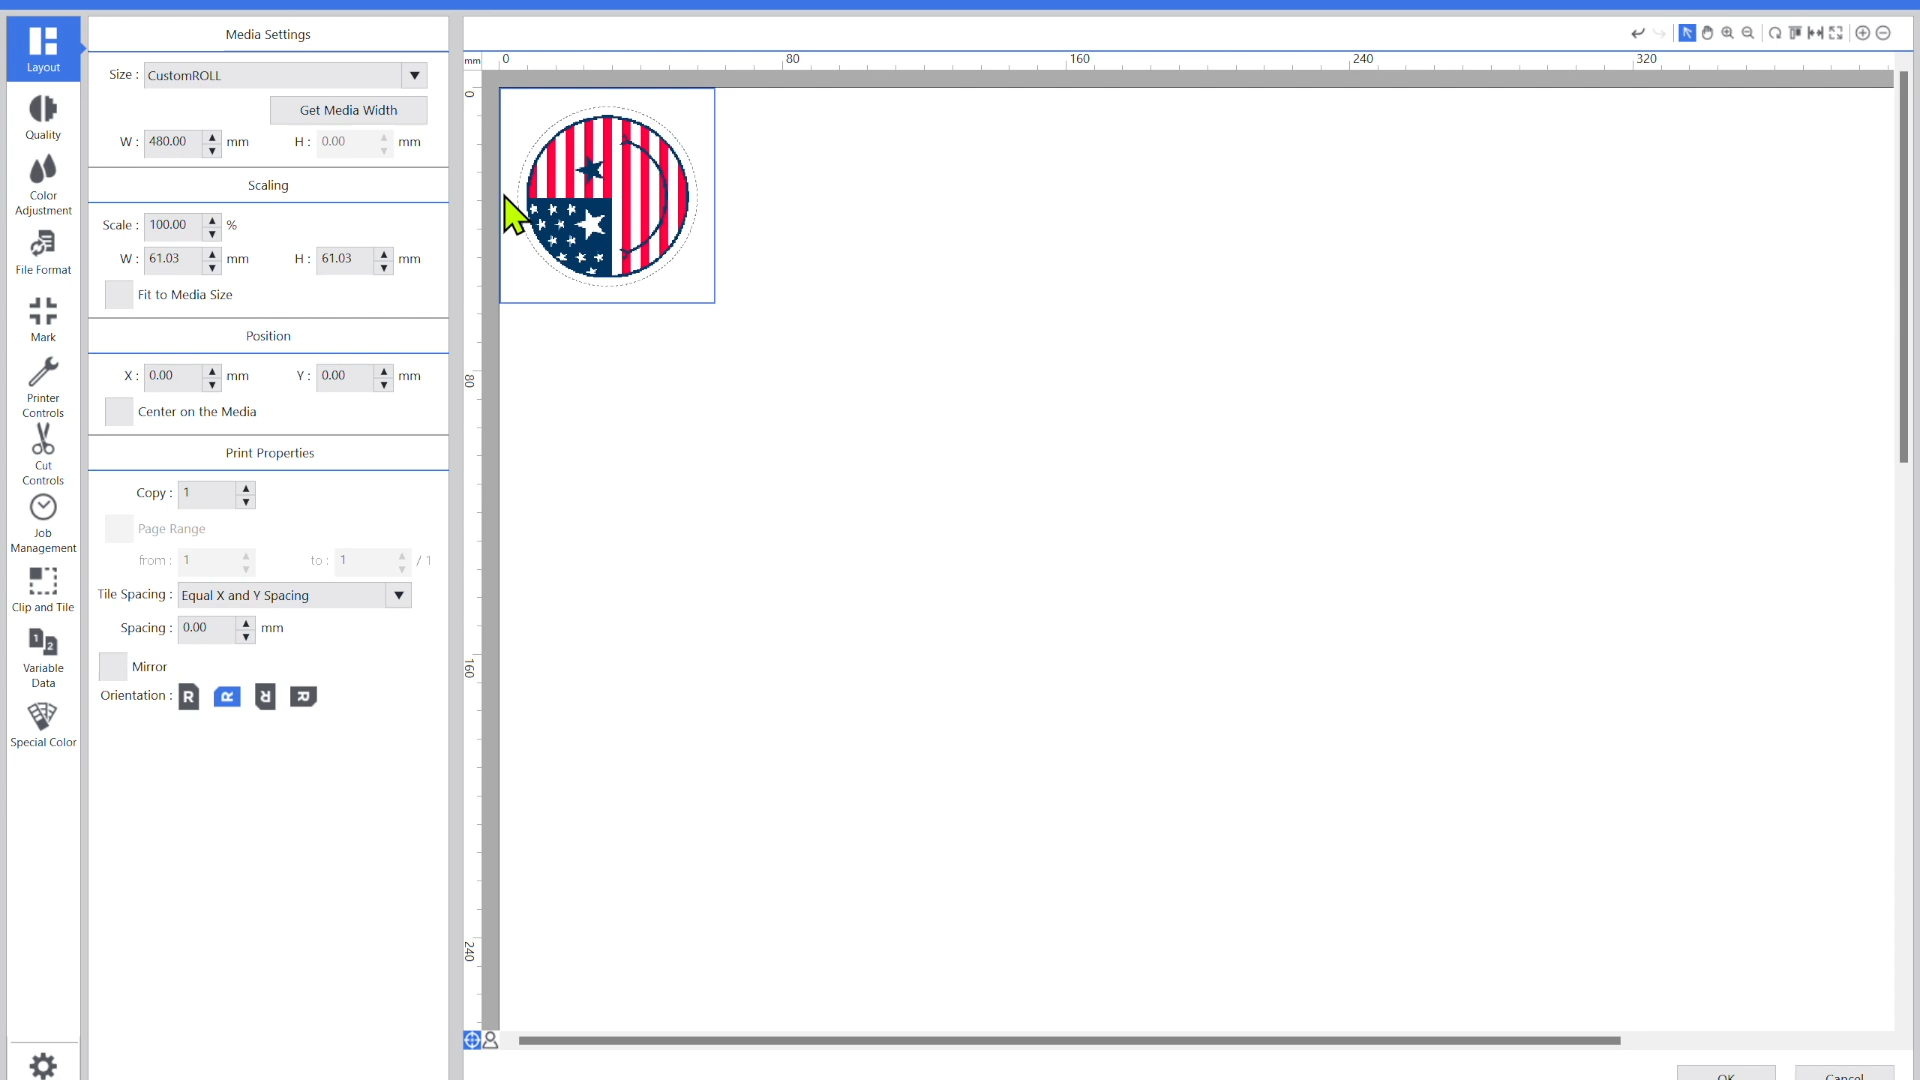 Layout
Quality
Color
Adjustment
File Format
Mark
Printer
Controls
Cut
Controls
Job
Management
Clip and Tile
1
2
Variable
Data
Special Color
Media Settings
Size : CustomROLL
Get Media Width
W : 480.00 mm H : 0.00 mm
Scaling
Scale : 100.00 %
W : 61.03 mm H : 61.03 mm
Fit to Media Size
Position
X : 0.00 mm Y : 0.00 mm
Center on the Media
Print Properties
Copy : 1
Page Range
from : 1 to : 1 / 1
Tile Spacing : Equal X and Y Spacing
Spacing : 0.00 mm
Mirror
Orientation : R R R R
mm 0 80 160 240 320
0
80
160
240
OK Cancel